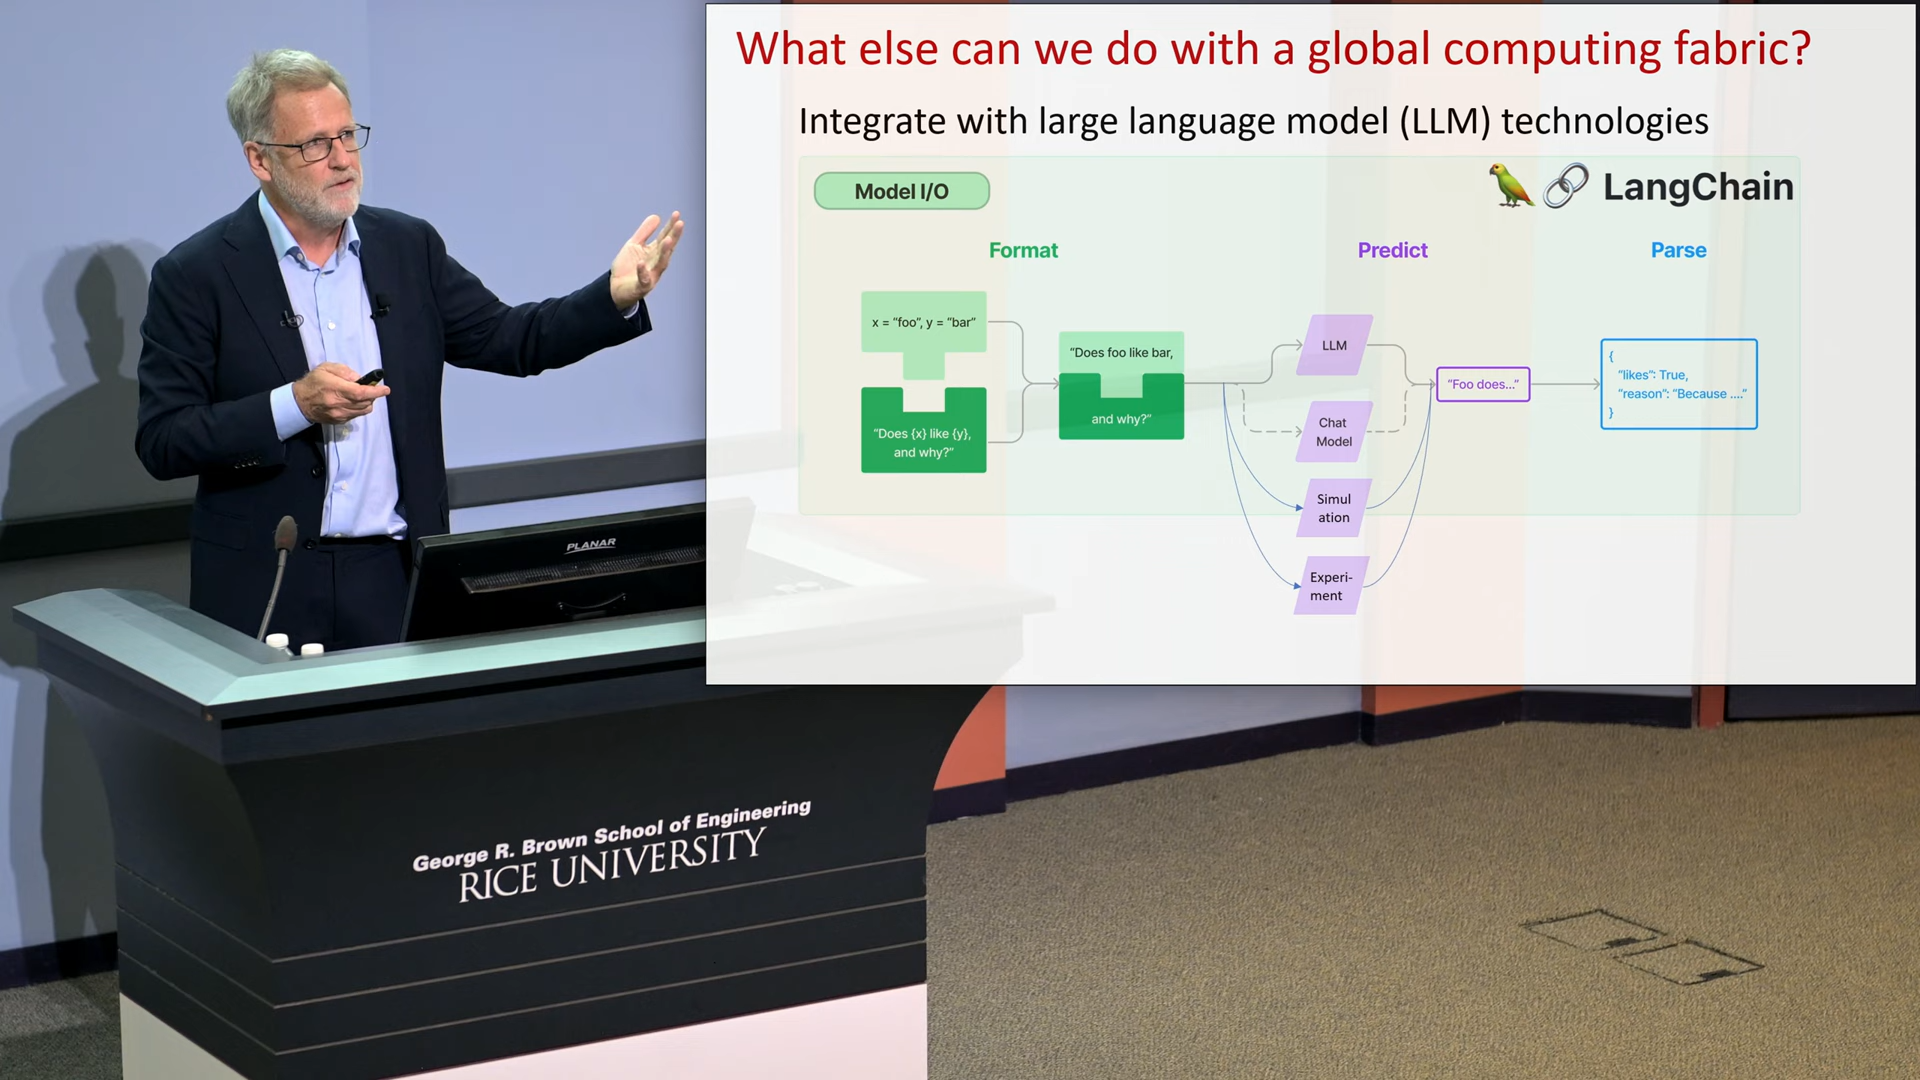 What else can we do with a global computing fabric?
Integrate with large language model (LLM) technologies
Model I/O
LangChain
Format
Predict
Parse
x = “foo”, y = “bar”
“Does {x} like {y},
and why?”
“Does foo like bar,
and why?”
LLM
Chat
Model
Simul
ation
Experi-
ment
“Foo does...”
{
“likes”: True,
“reason”: “Because ....”
}
PLANAR
George R. Brown School of Engineering
RICE UNIVERSITY